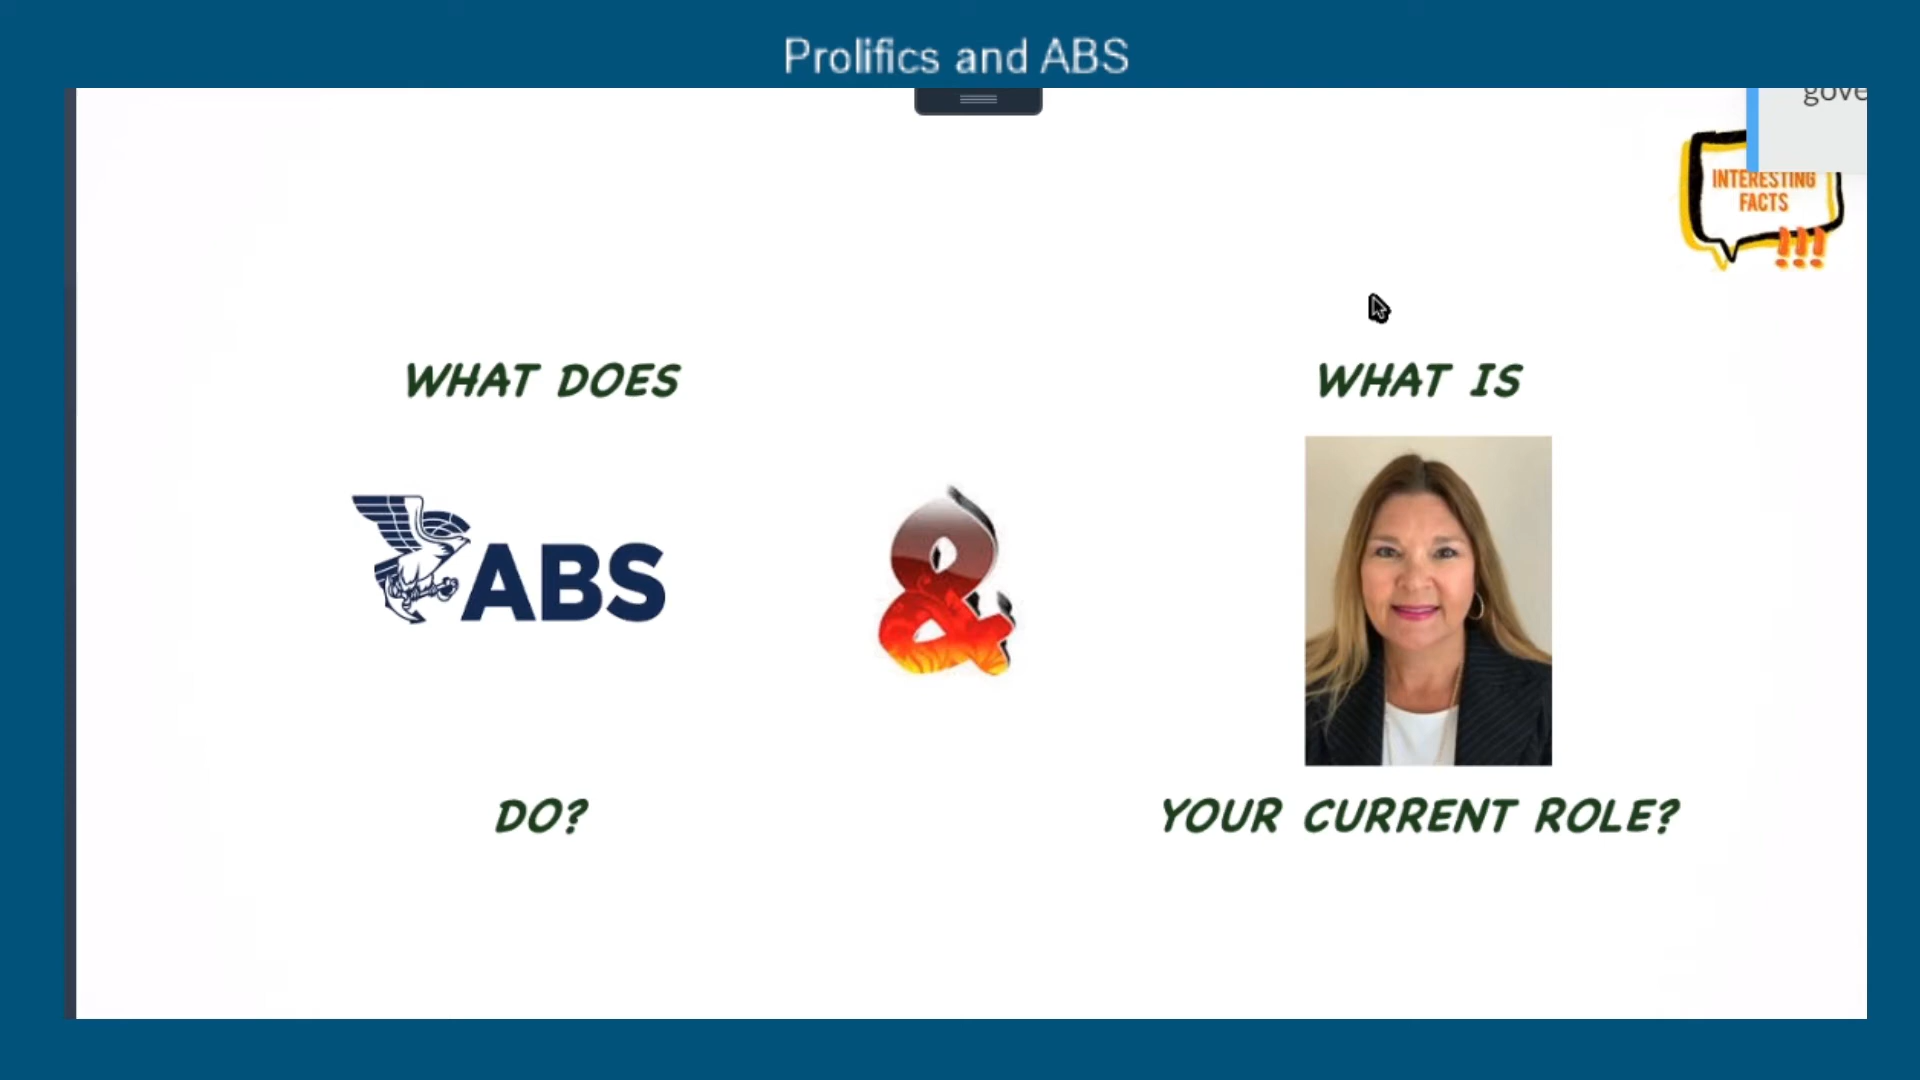 Prolifics and ABS
gove
INTERESTING
FACTS
!!!
WHAT DOES
WHAT IS
ABS
&
DO?
YOUR CURRENT ROLE?